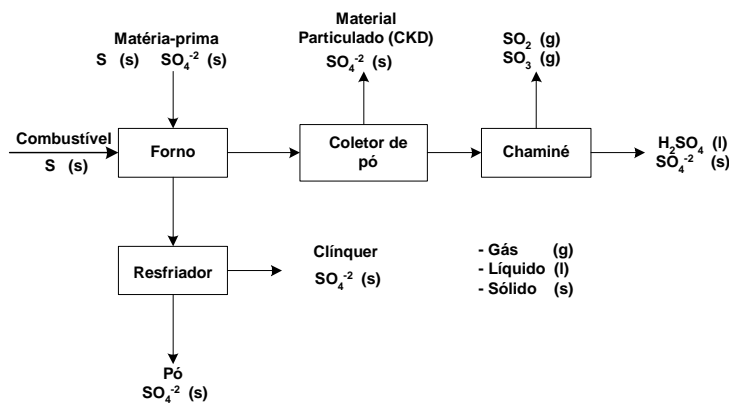 Matéria-prima
S (s) SO4-2 (s)
Material
Particulado (CKD)
SO4-2 (s)
SO2 (g)
SO3 (g)
Combustível
S (s)
Forno
Coletor de
pó
Chaminé
H2SO4 (l)
SO4-2 (s)
Resfriador
Clínquer
SO4-2 (s)
- Gás (g)
- Líquido (l)
- Sólido (s)
Pó
SO4-2 (s)